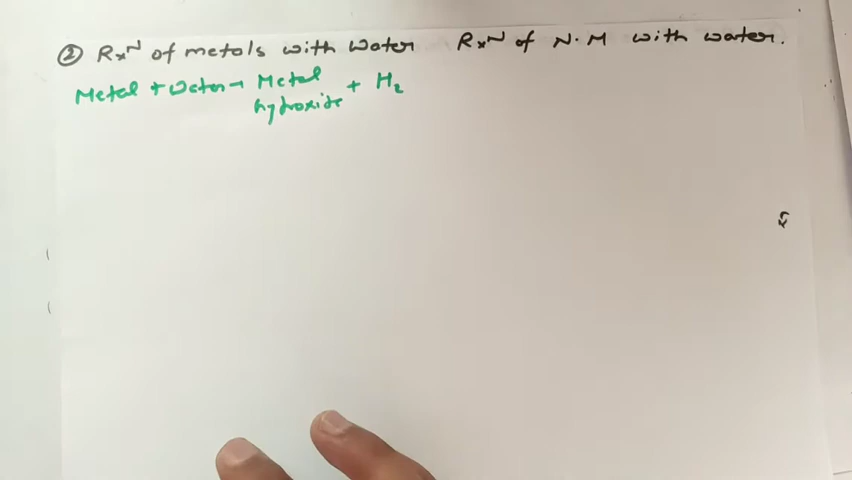 ② RxN of metals with water RxN of N.M with water.
Metal + Water → Metal hydroxide + H₂